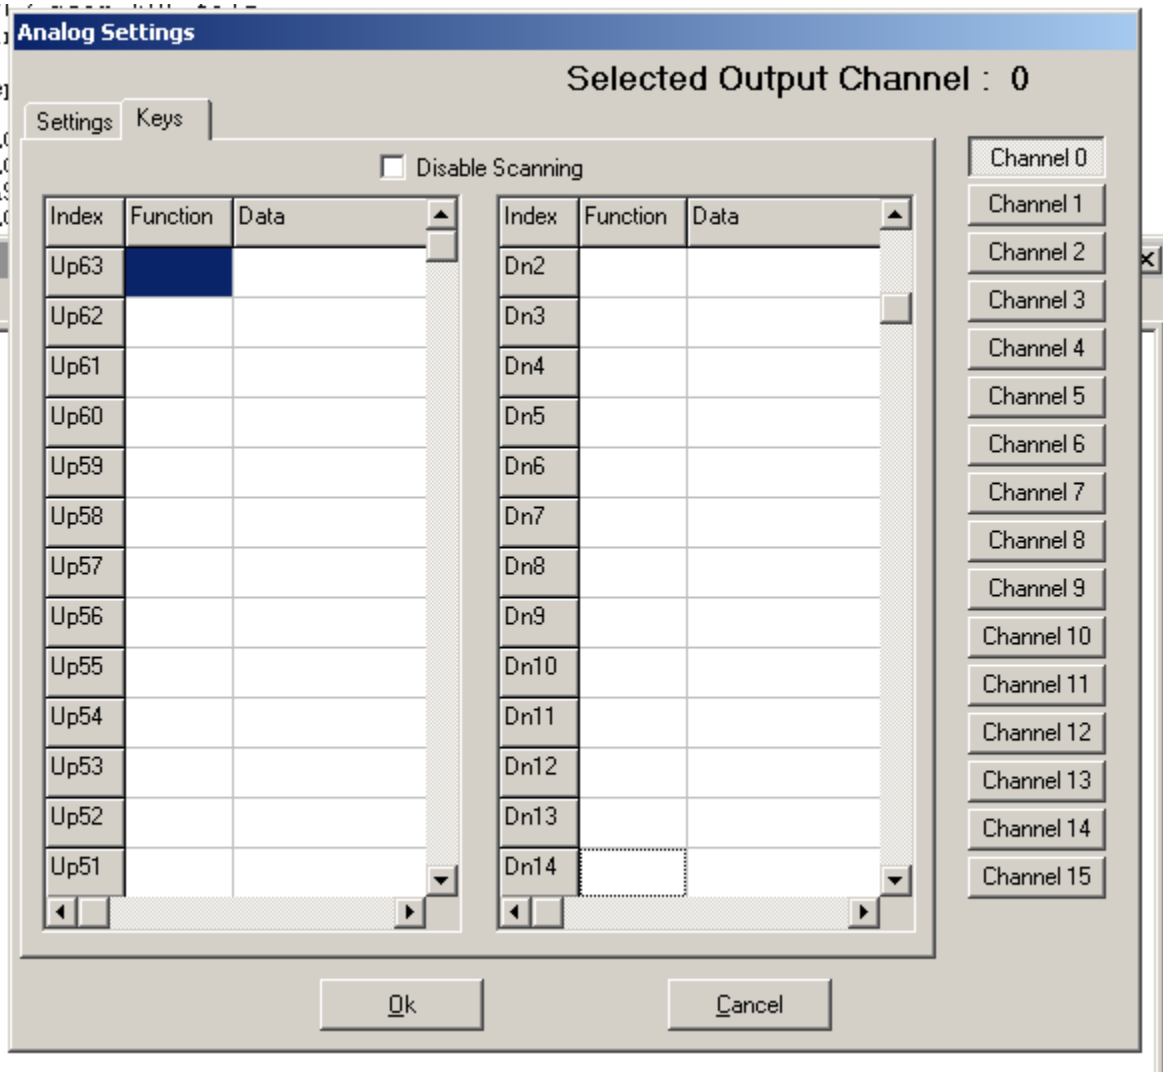 Analog Settings
Selected Output Channel : 0
Settings Keys
Disable Scanning
Index Function Data
Up63
Up62
Up61
Up60
Up59
Up58
Up57
Up56
Up55
Up54
Up53
Up52
Up51
Index Function Data
Dn2
Dn3
Dn4
Dn5
Dn6
Dn7
Dn8
Dn9
Dn10
Dn11
Dn12
Dn13
Dn14
Channel 0
Channel 1
Channel 2
Channel 3
Channel 4
Channel 5
Channel 6
Channel 7
Channel 8
Channel 9
Channel 10
Channel 11
Channel 12
Channel 13
Channel 14
Channel 15
Ok
Cancel